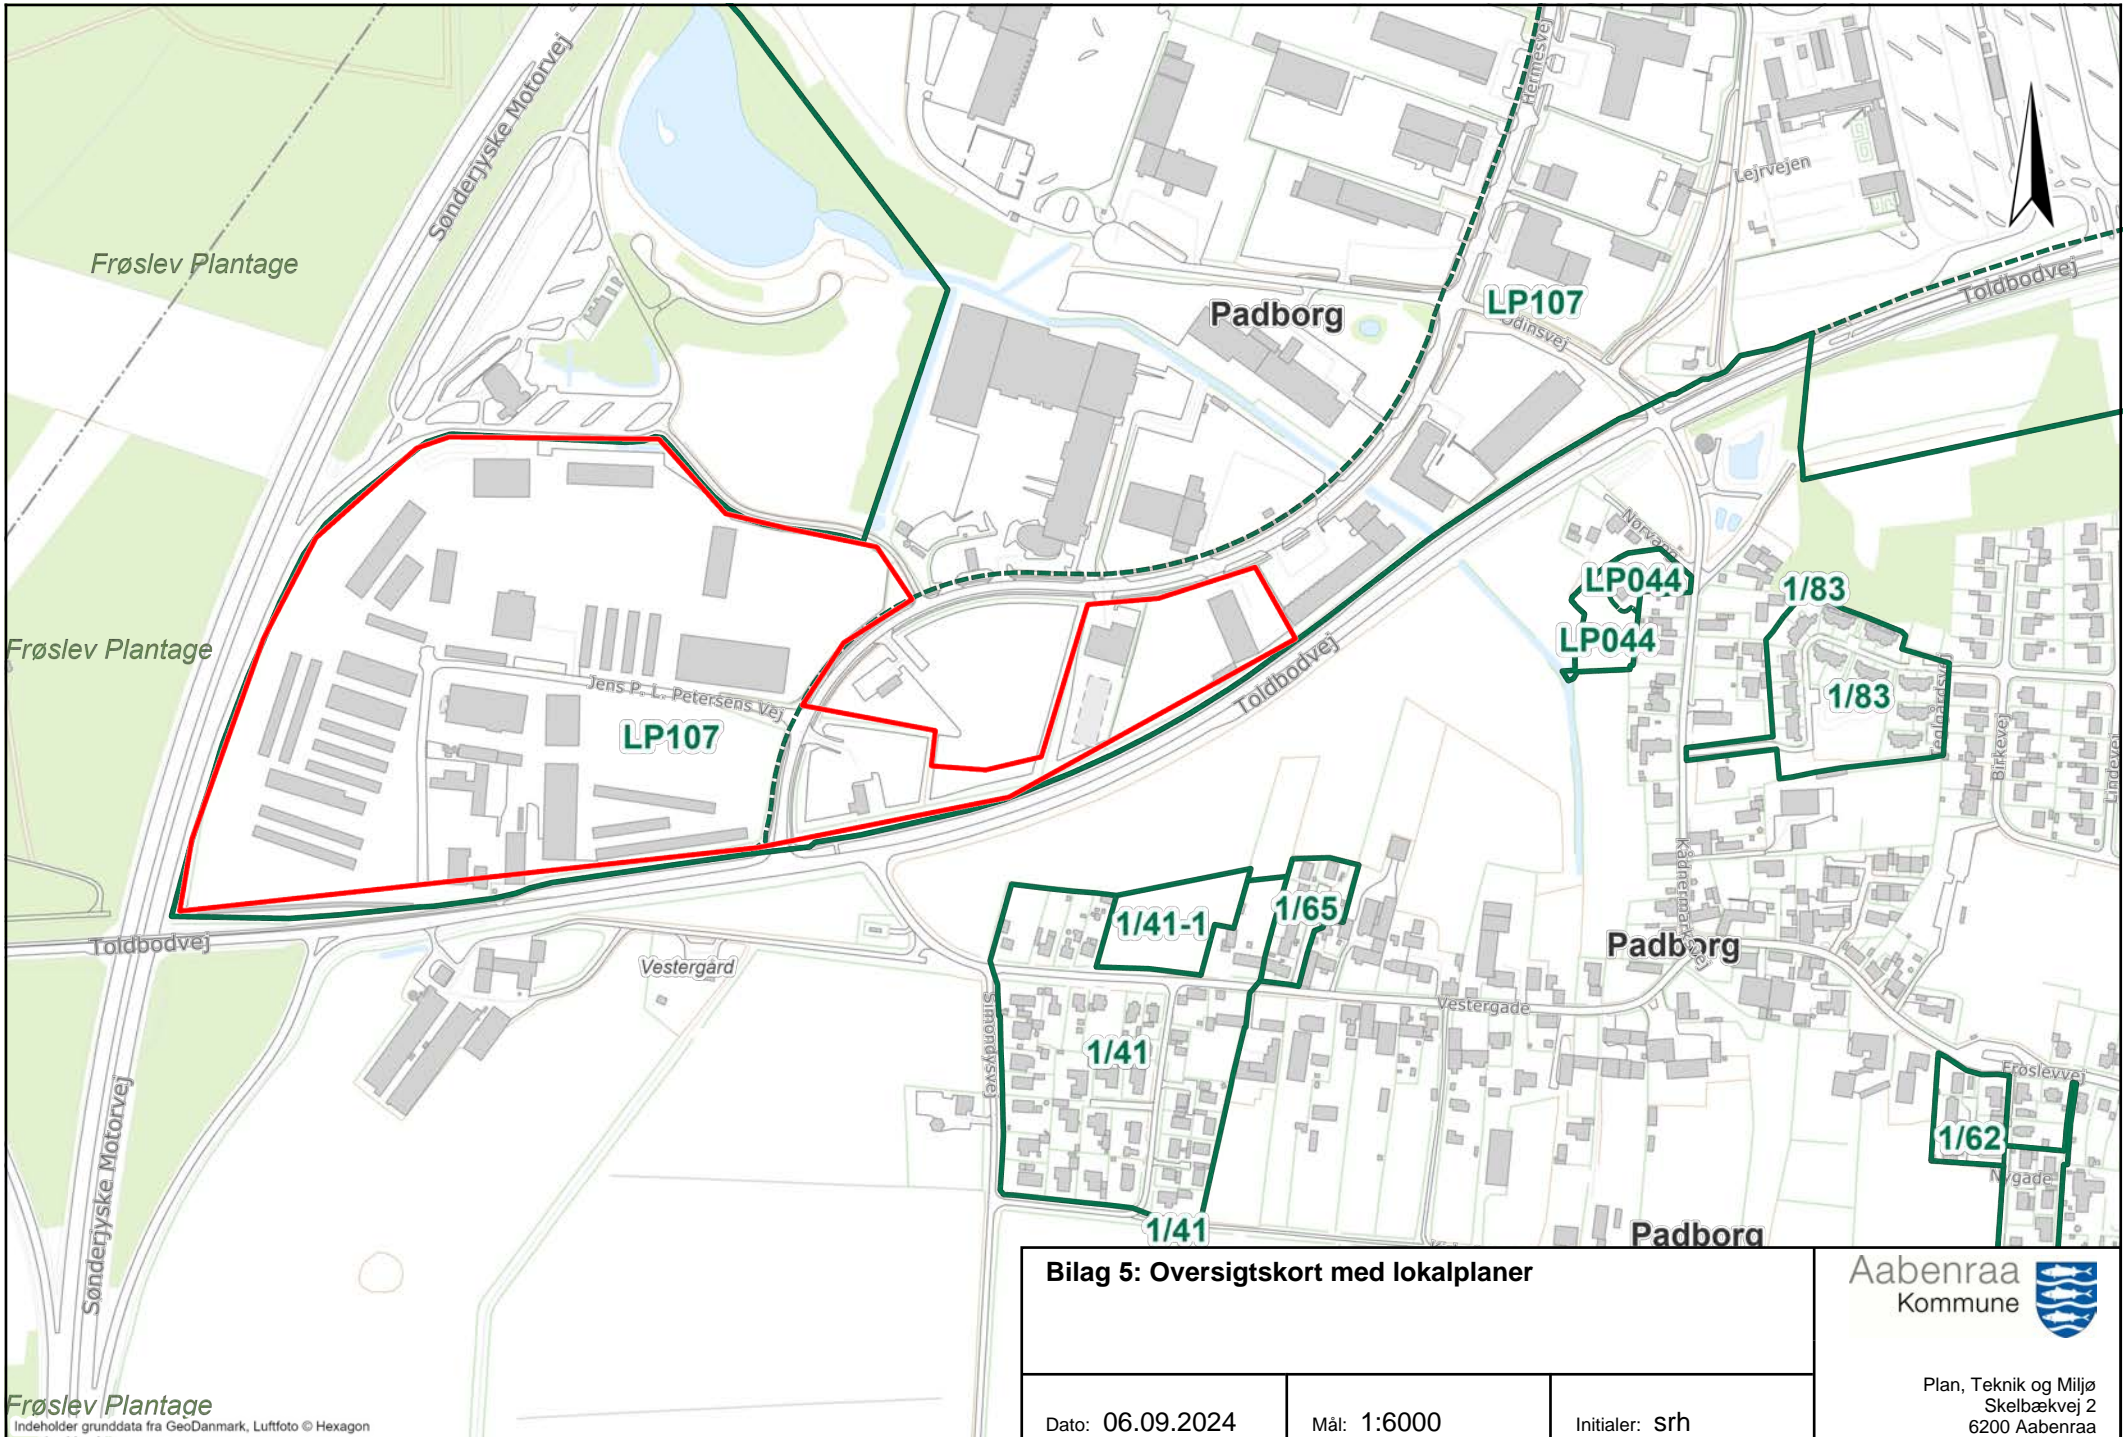 Sønderjyske Motorvej
Hermesvej
Lejrvejen
Frøslev Plantage
Toldbodvej
Padborg
LP107
Odinsvej
Nørvang
LP044
1/83
Frøslev Plantage
LP044
Toldbodvej
Jens P. L. Petersens Vej
1/83
LP107
Birkevej
Lindevej
1/65
1/41-1
Toldbodvej
Padborg
Vestergård
Simondysvej
Vestergade
1/41
Frøslevvej
Sønderjyske Motorvej
1/62
Nygade
1/41
Padborg
Bilag 5: Oversigtskort med lokalplaner
Aabenraa
Kommune
Plan, Teknik og Miljø
Skelbækvej 2
6200 Aabenraa
Frøslev Plantage
Indeholder grunddata fra GeoDanmark, Luftfoto © Hexagon
Dato: 06.09.2024
Mål: 1:6000
Initialer: srh